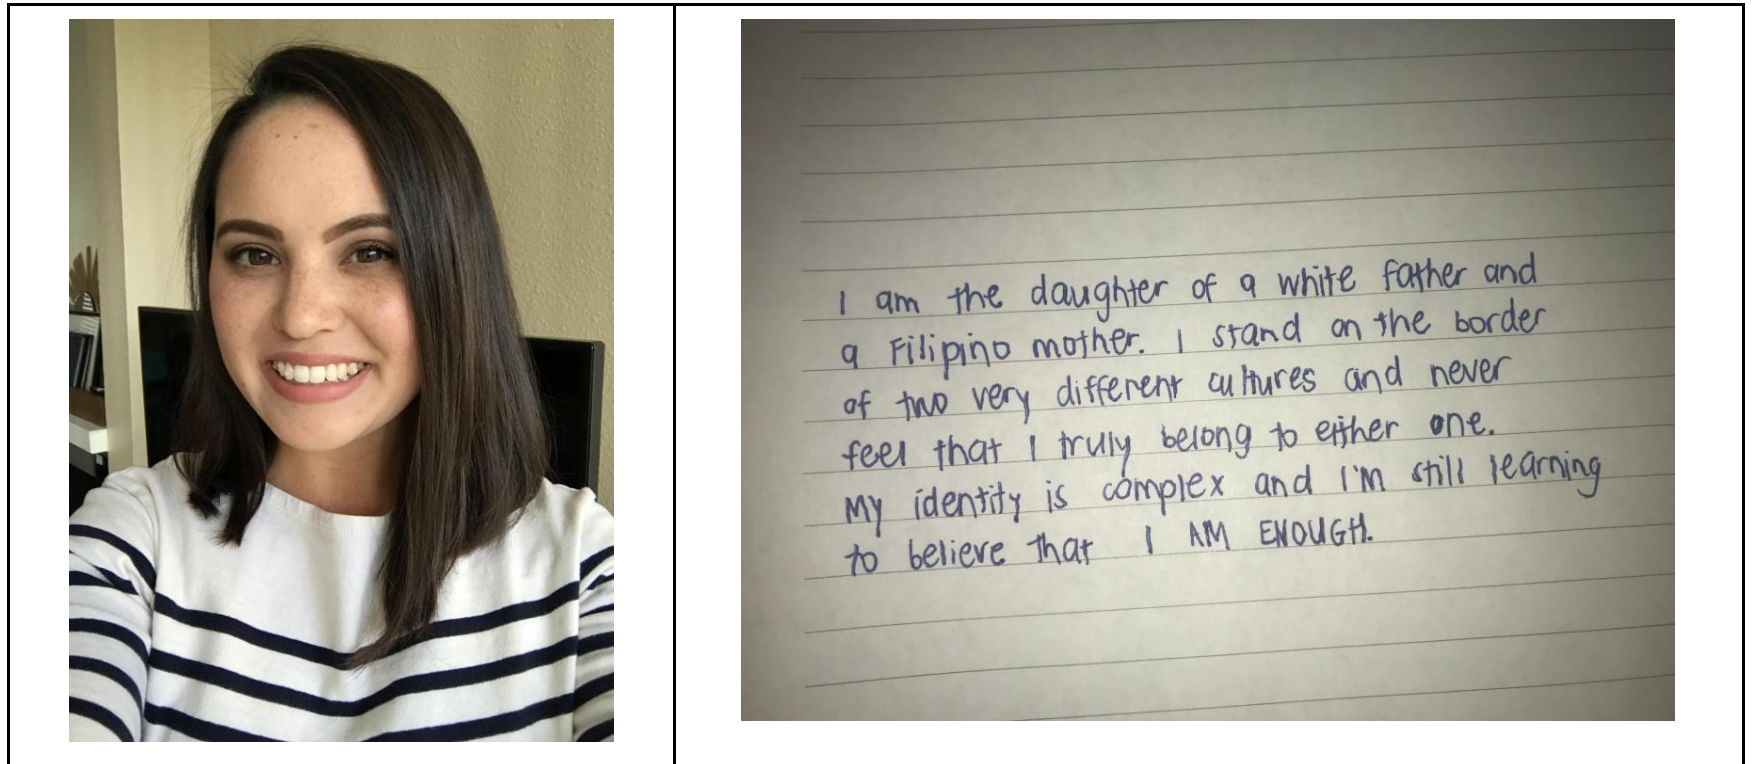 I am the daughter of a white father and
a Filipino mother. I stand on the border
of two very different cultures and never
feel that I truly belong to either one.
My identity is complex and I'm still learning
to believe that I AM ENOUGH.